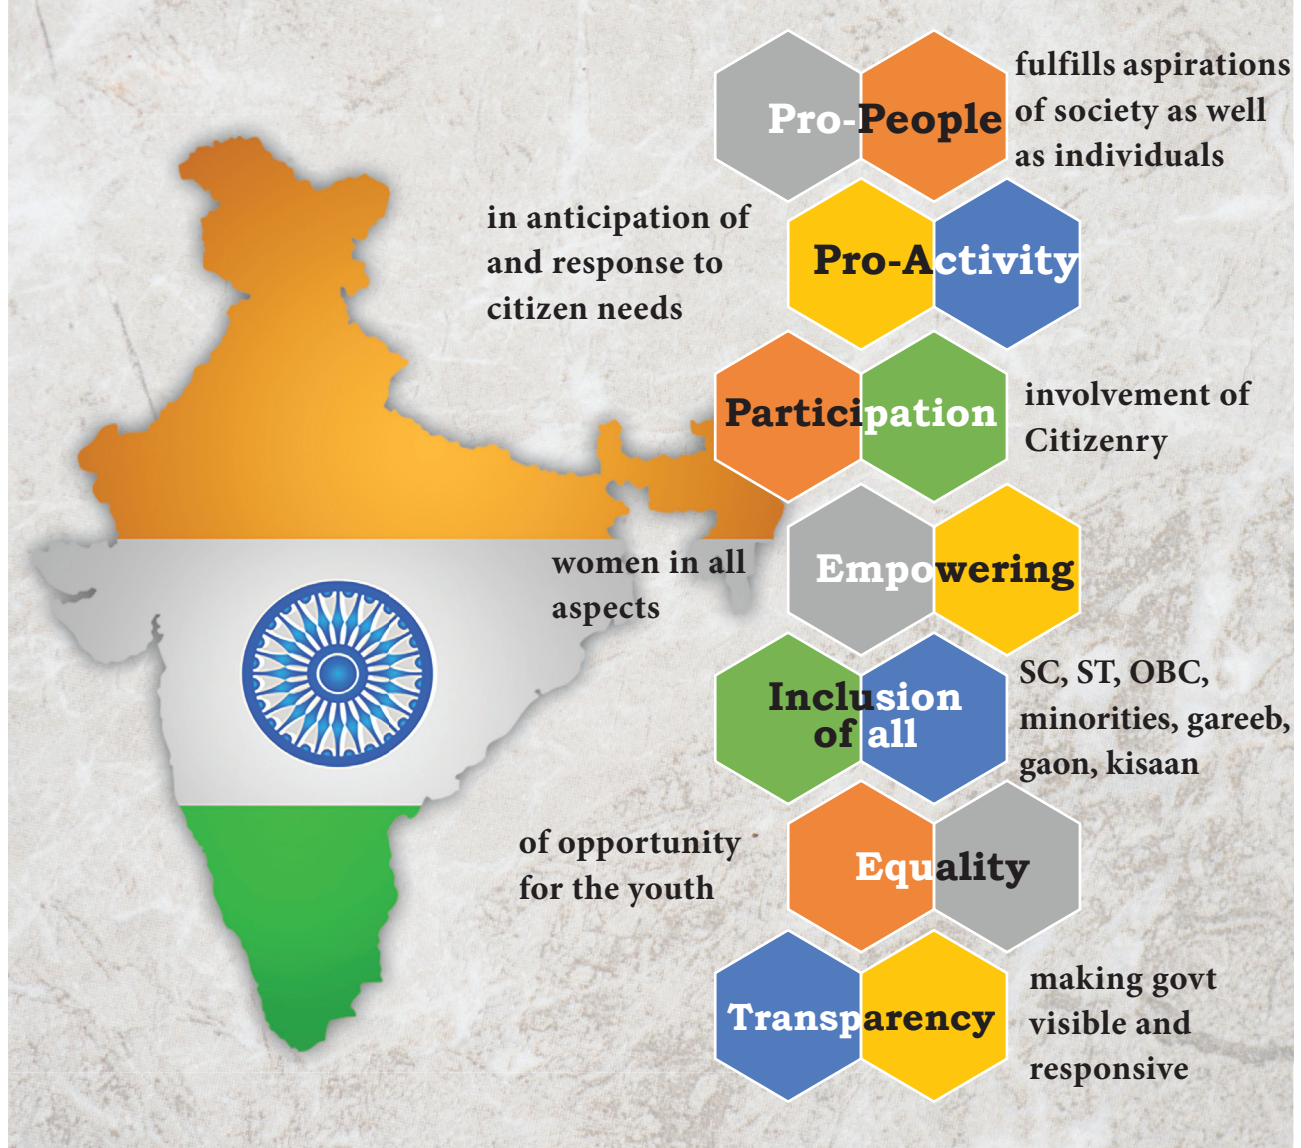 Pro-People
fulfills aspirations
of society as well
as individuals
in anticipation of
and response to
citizen needs
Pro-Activity
Participation
involvement of
Citizenry
women in all
aspects
Empowering
Inclusion
of all
SC, ST, OBC,
minorities, gareeb,
gaon, kisaan
of opportunity
for the youth
Equality
Transparency
making govt
visible and
responsive